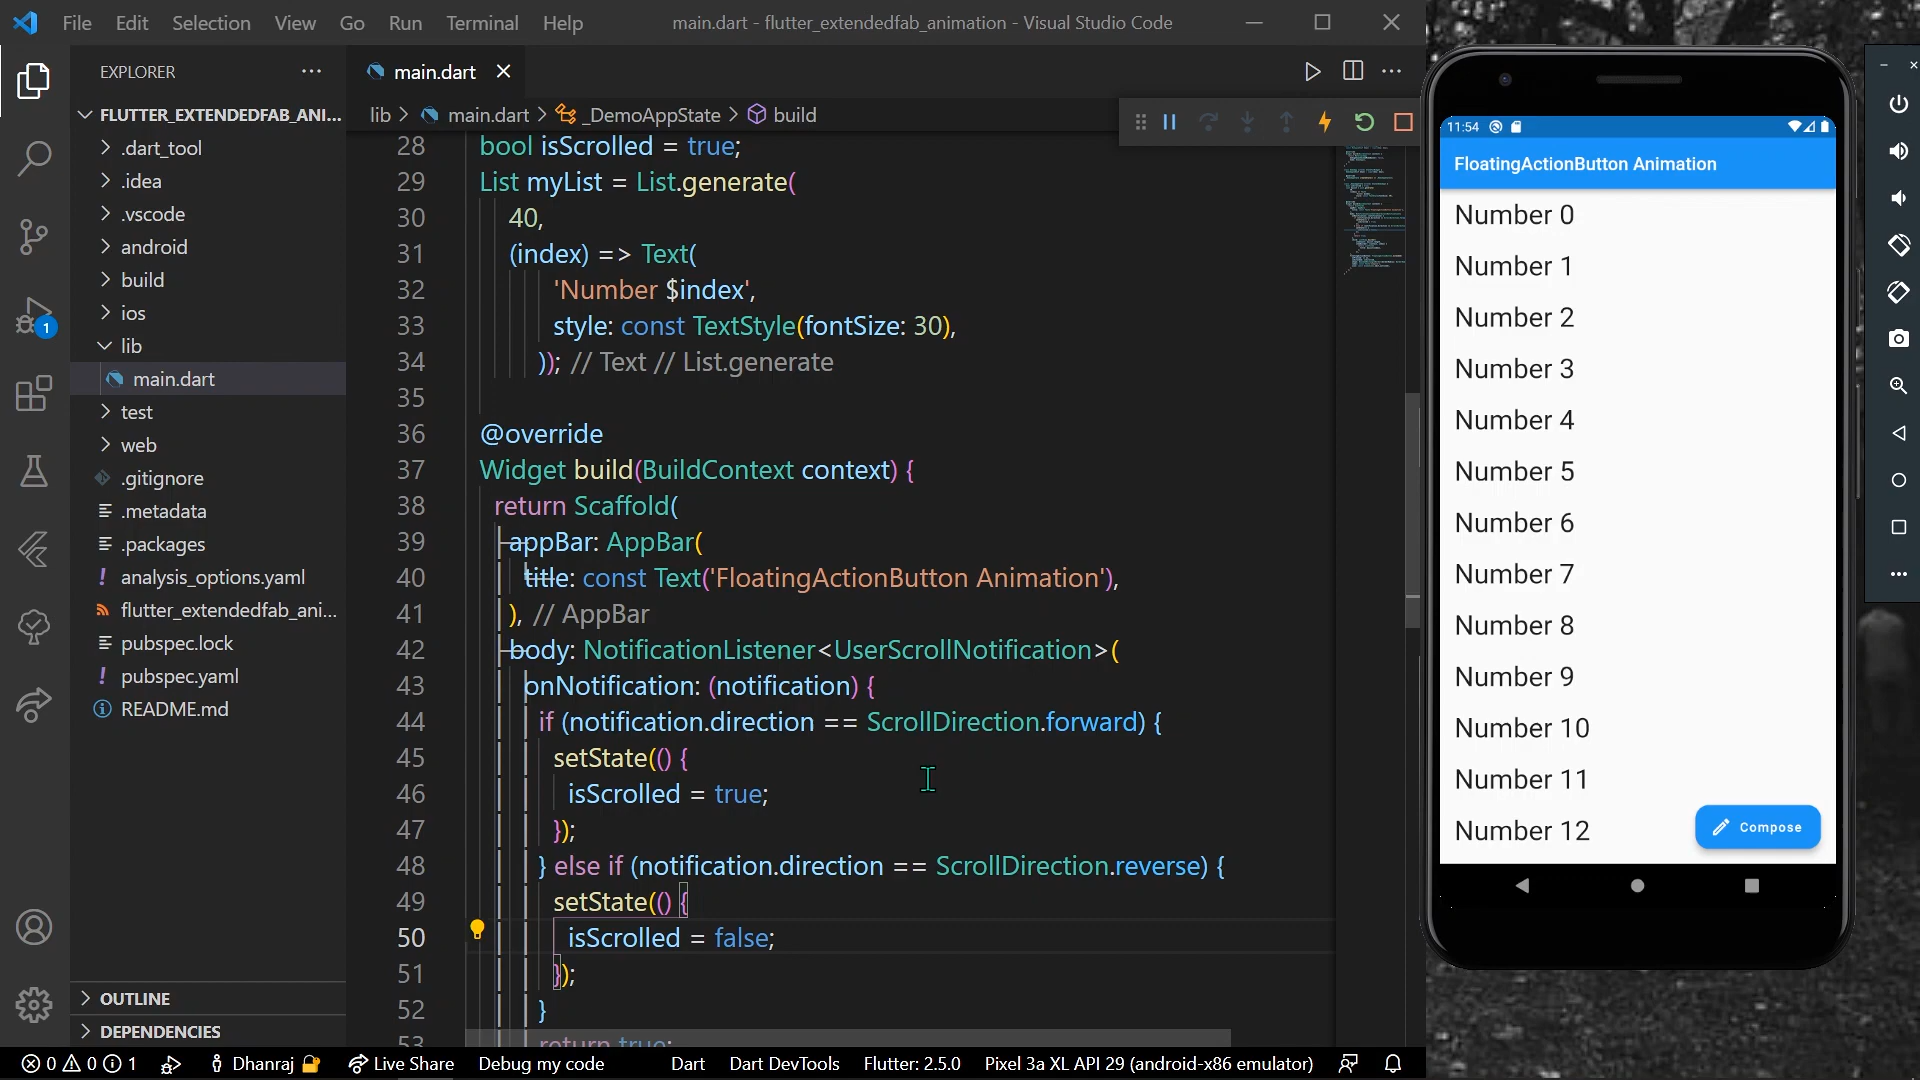 File Edit Selection View Go Run Terminal Help
main.dart - flutter_extendedfab_animation - Visual Studio Code
EXPLORER
FLUTTER_EXTENDEDFAB_ANI...
.dart_tool
.idea
.vscode
android
build
ios
lib
main.dart
test
web
.gitignore
.metadata
.packages
analysis_options.yaml
flutter_extendedfab_ani...
pubspec.lock
pubspec.yaml
README.md
OUTLINE
DEPENDENCIES
1
main.dart
lib > main.dart > _DemoAppState > build
28 bool isScrolled = true;
29 List myList = List.generate(
30 40,
31 (index) => Text(
32 'Number $index',
33 style: const TextStyle(fontSize: 30),
34 )); // Text // List.generate
35
36 @override
37 Widget build(BuildContext context) {
38 return Scaffold(
39 appBar: AppBar(
40 title: const Text('FloatingActionButton Animation'),
41 ), // AppBar
42 body: NotificationListener<UserScrollNotification>(
43 onNotification: (notification) {
44 if (notification.direction == ScrollDirection.forward) {
45 setState(() {
46 isScrolled = true;
47 });
48 } else if (notification.direction == ScrollDirection.reverse) {
49 setState(() {
50 isScrolled = false;
51 });
52 }
53 return true;
11:54
FloatingActionButton Animation
Number 0
Number 1
Number 2
Number 3
Number 4
Number 5
Number 6
Number 7
Number 8
Number 9
Number 10
Number 11
Number 12
Compose
0 0 1 Dhanraj Live Share Debug my code Dart Dart DevTools Flutter: 2.5.0 Pixel 3a XL API 29 (android-x86 emulator)